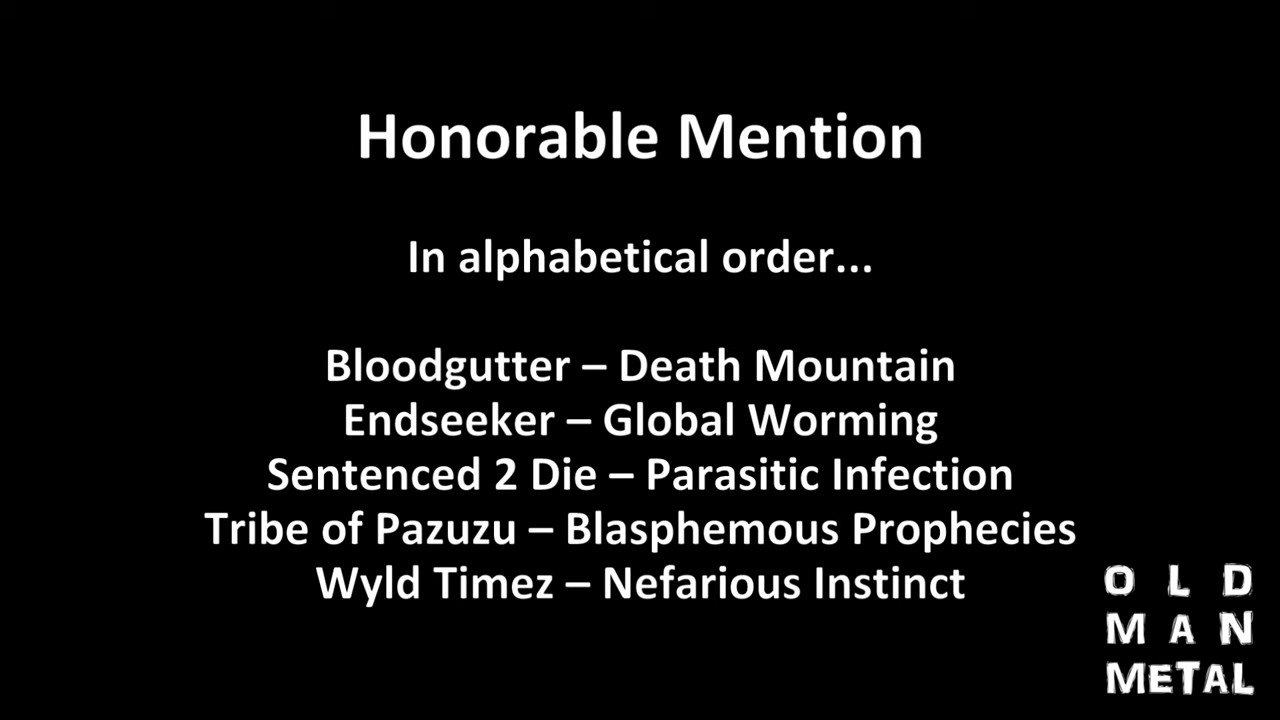 Honorable Mention
In alphabetical order...
Bloodgutter – Death Mountain
Endseeker – Global Worming
Sentenced 2 Die – Parasitic Infection
Tribe of Pazuzu – Blasphemous Prophecies
Wyld Timez – Nefarious Instinct
OLD
MAN
METAL